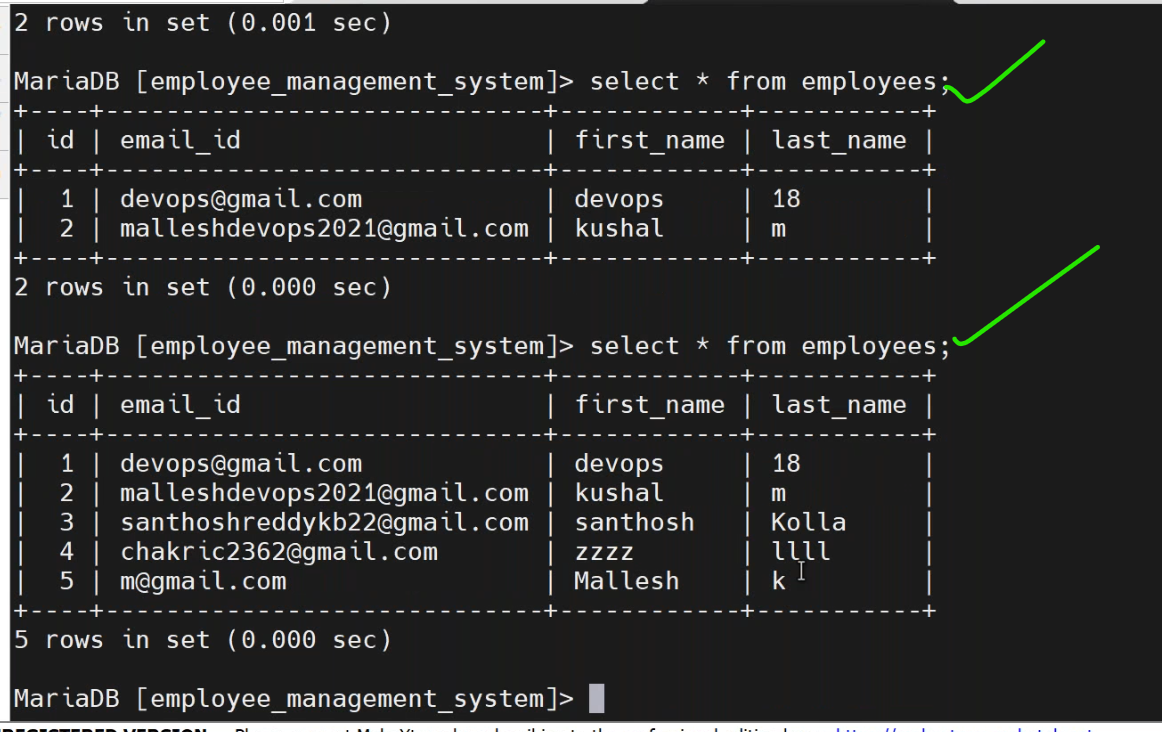 2 rows in set (0.001 sec)
MariaDB [employee_management_system]> select * from employees;
+----+-----------------------------+------------+-----------+
| id | email_id                    | first_name | last_name |
+----+-----------------------------+------------+-----------+
|  1 | devops@gmail.com            | devops     | 18        |
|  2 | malleshdevops2021@gmail.com | kushal     | m         |
+----+-----------------------------+------------+-----------+
2 rows in set (0.000 sec)
MariaDB [employee_management_system]> select * from employees;
+----+-----------------------------+------------+-----------+
| id | email_id                    | first_name | last_name |
+----+-----------------------------+------------+-----------+
|  1 | devops@gmail.com            | devops     | 18        |
|  2 | malleshdevops2021@gmail.com | kushal     | m         |
|  3 | santhoshreddykb22@gmail.com | santhosh   | Kolla     |
|  4 | chakric2362@gmail.com       | zzzz       | llll      |
|  5 | m@gmail.com                 | Mallesh    | k         |
+----+-----------------------------+------------+-----------+
5 rows in set (0.000 sec)
MariaDB [employee_management_system]>